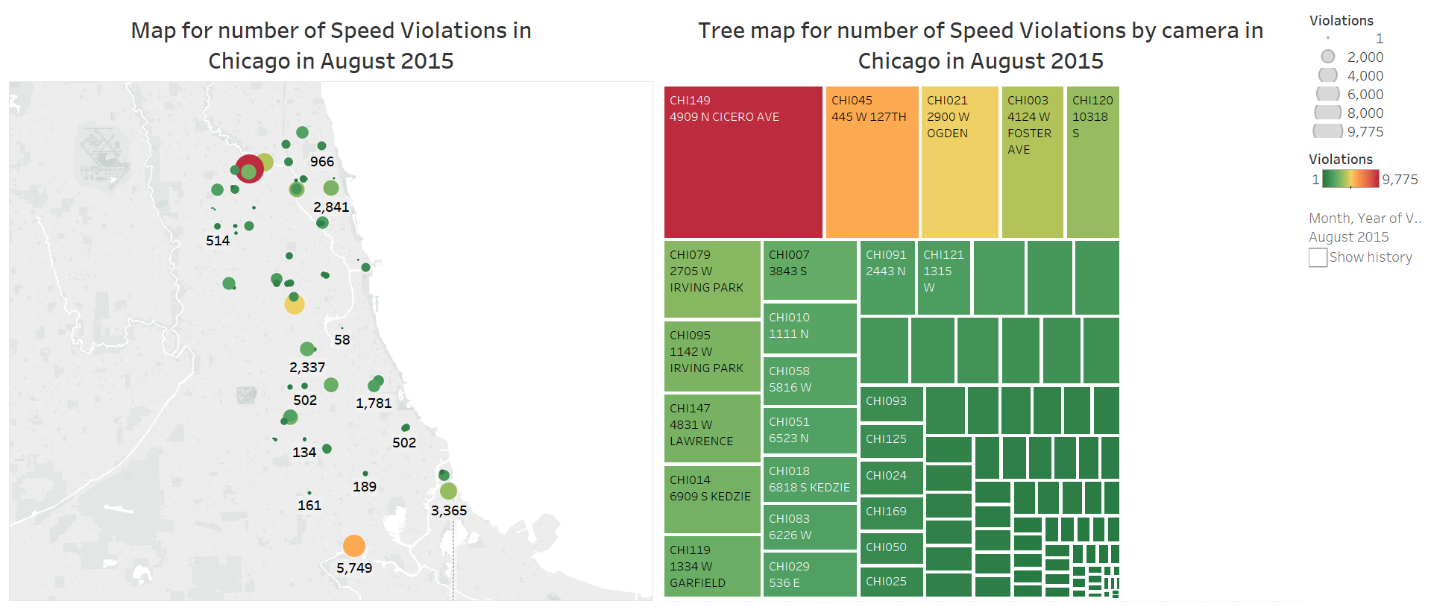 Map for number of Speed Violations in
Chicago in August 2015
966
2,841
514
58
2,337
502
1,781
502
134
189
161
3,365
5,749
Tree map for number of Speed Violations by camera in
Chicago in August 2015
CHI149
4909 N CICERO AVE
CHI045
445 W 127TH
CHI021
2900 W
OGDEN
CHI003
4124 W
FOSTER
AVE
CHI120
10318
S
CHI079
2705 W
IRVING PARK
CHI095
1142 W
IRVING PARK
CHI147
4831 W
LAWRENCE
CHI014
6909 S KEDZIE
CHI119
1334 W
GARFIELD
CHI007
3843 S
CHI010
1111 N
CHI058
5816 W
CHI051
6523 N
CHI018
6818 S KEDZIE
CHI083
6226 W
CHI029
536 E
CHI091
2443 N
CHI121
1315
W
CHI093
CHI125
CHI024
CHI169
CHI050
CHI025
Violations
1
2,000
4,000
6,000
8,000
9,775
Violations
1 9,775
Month, Year of V..
August 2015
Show history